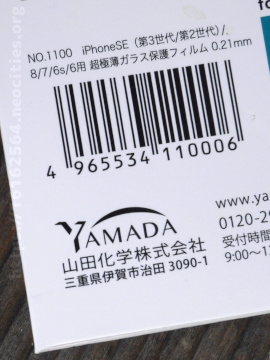 fo
NO.1100 iPhoneSE（第3世代/第2世代）/.
8/7/6s/6用 超極薄ガラス保護フィルム 0.21mm
4 965534 110006
YAMADA
山田化学株式会社
三重県伊賀市治田 3090-1
www.ya
0120-2
受付時間
9:00〜1